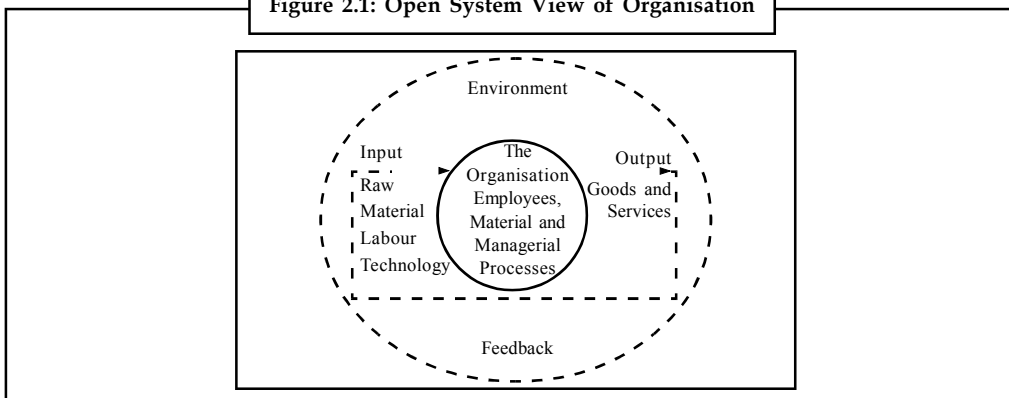 Figure 2.1: Open System View of Organisation
Environment
Input
Raw
Material
Labour
Technology
The
Organisation
Employees,
Material and
Managerial
Processes
Output
Goods and
Services
Feedback